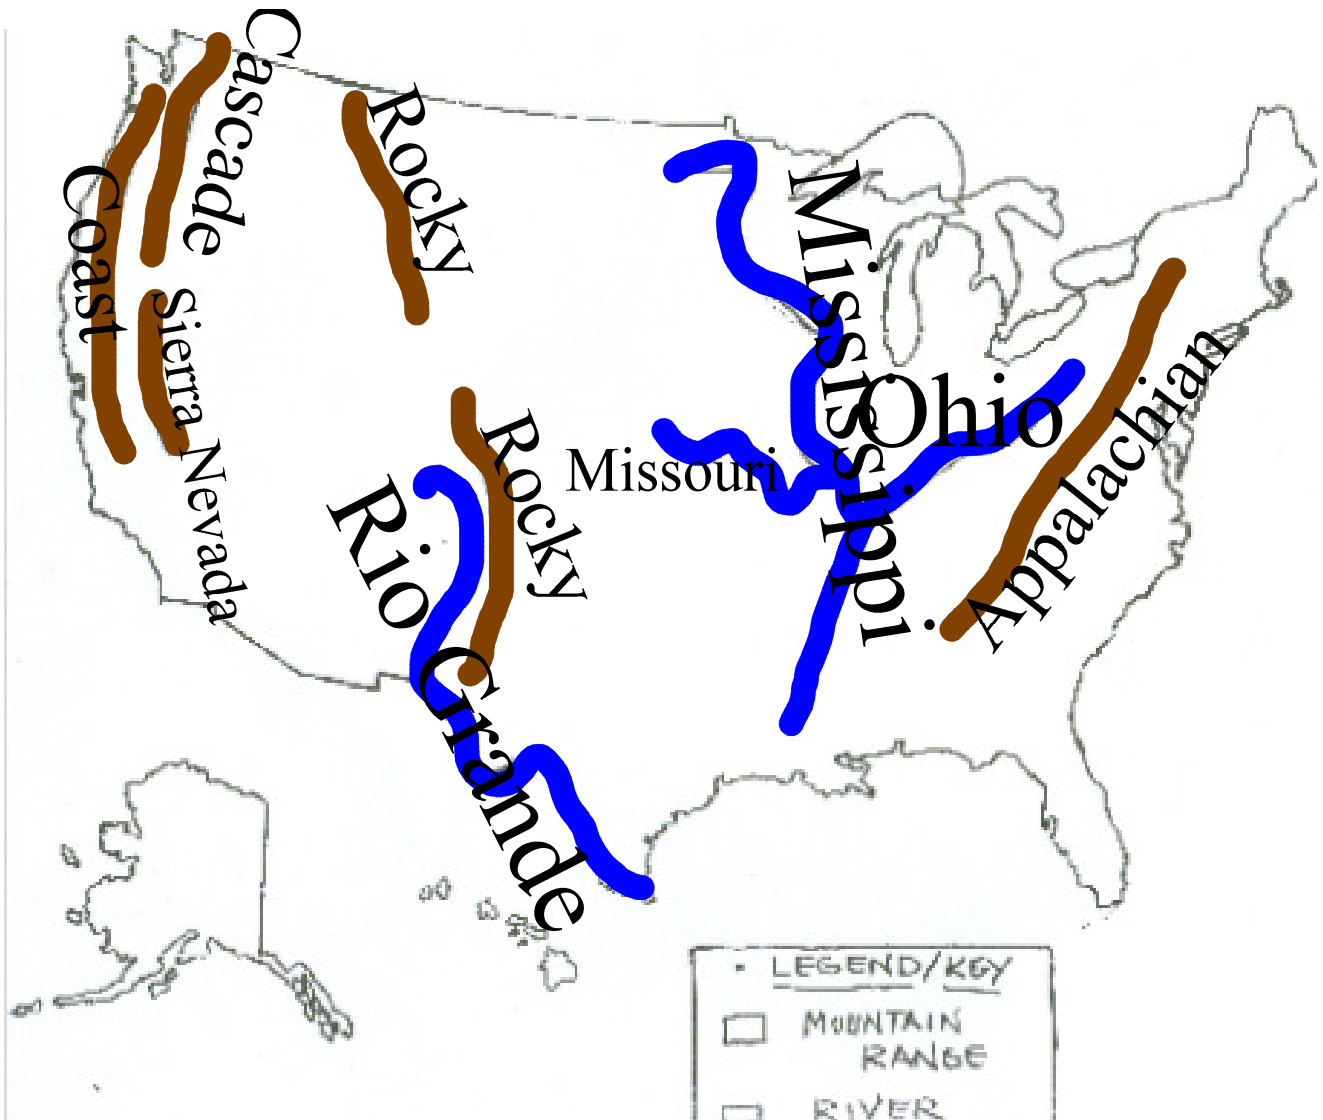 Cascade
Rocky
Coast
Mississippi
Sierra Nevada
Ohio
Appalachian
Missouri
Rocky
Rio
Grande
• LEGEND/KEY
MOUNTAIN
RANGE
RIVER